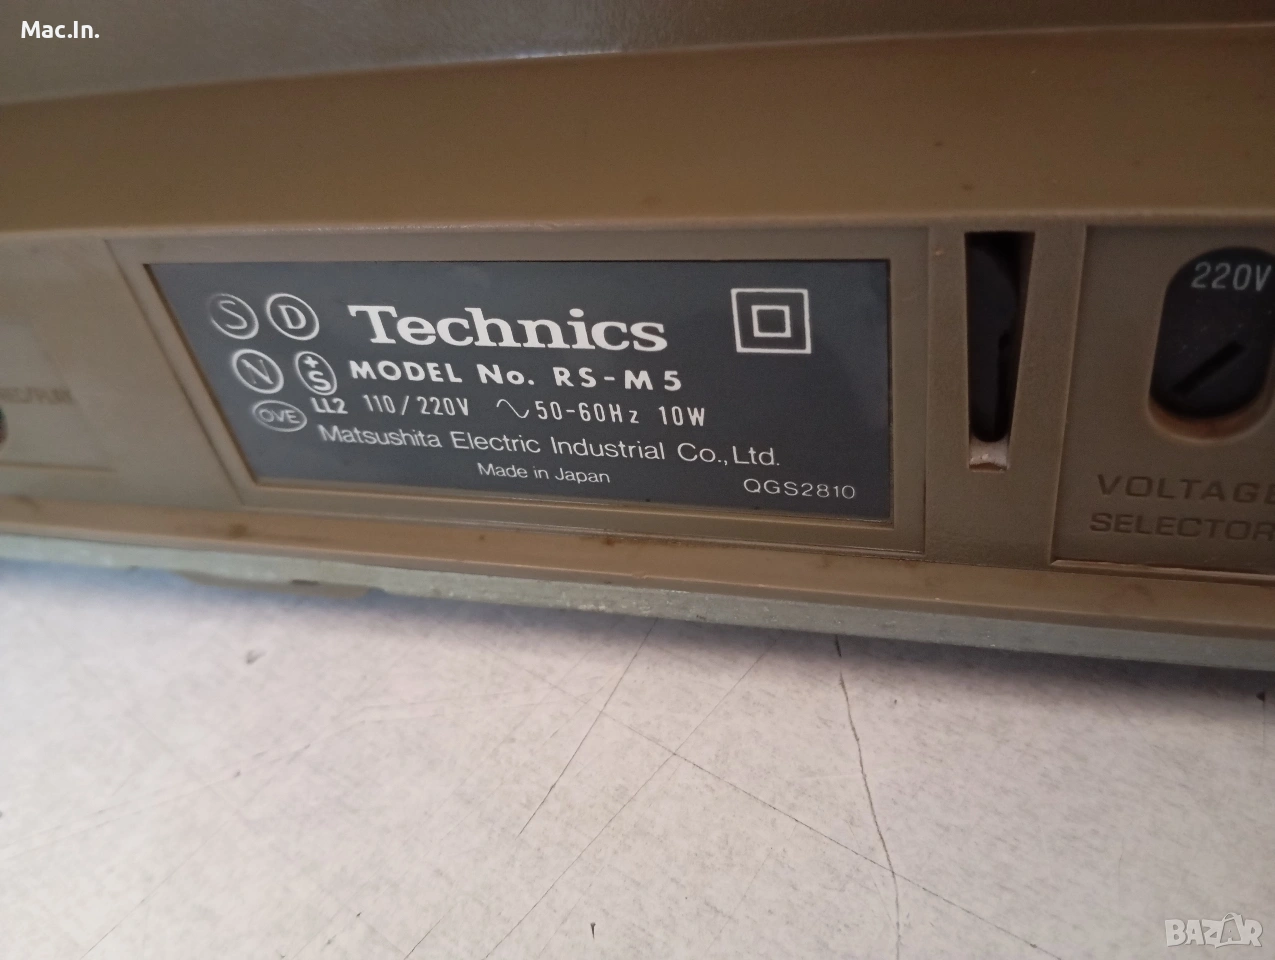 Mac.In.
S D
Technics
N +S
MODEL No. RS-M5
OVE
LL2 110/220V ∿50-60Hz 10W
Matsushita Electric Industrial Co., Ltd.
Made in Japan
QGS2810
220V
VOLTAGE
SELECTOR
BAZAR